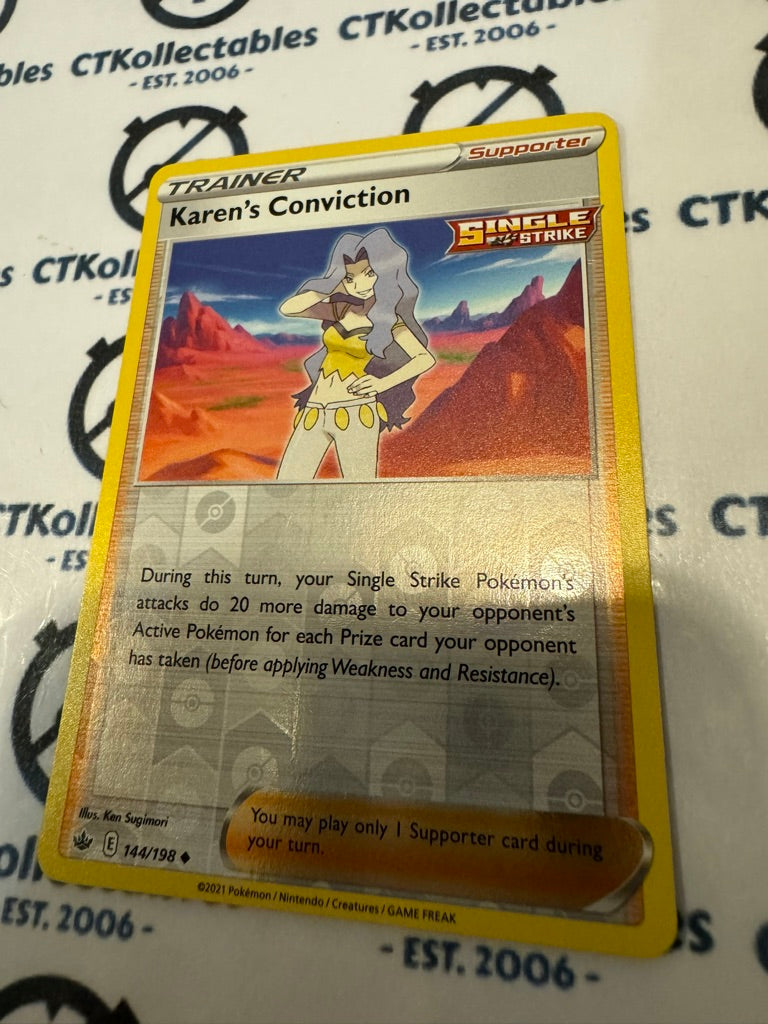 CTKollectables
- EST. 2006 -
CTKollectables
- EST. 2006 -
TRAINER
Supporter
Karen's Conviction
SINGLE
STRIKE
During this turn, your Single Strike Pokémon's
attacks do 20 more damage to your opponent's
Active Pokémon for each Prize card your opponent
has taken (before applying Weakness and Resistance).
Illus. Ken Sugimori
E 144/198
You may play only 1 Supporter card during
your turn.
©2021 Pokémon / Nintendo / Creatures / GAME FREAK
EST. 2006 -
- EST. 2006 -